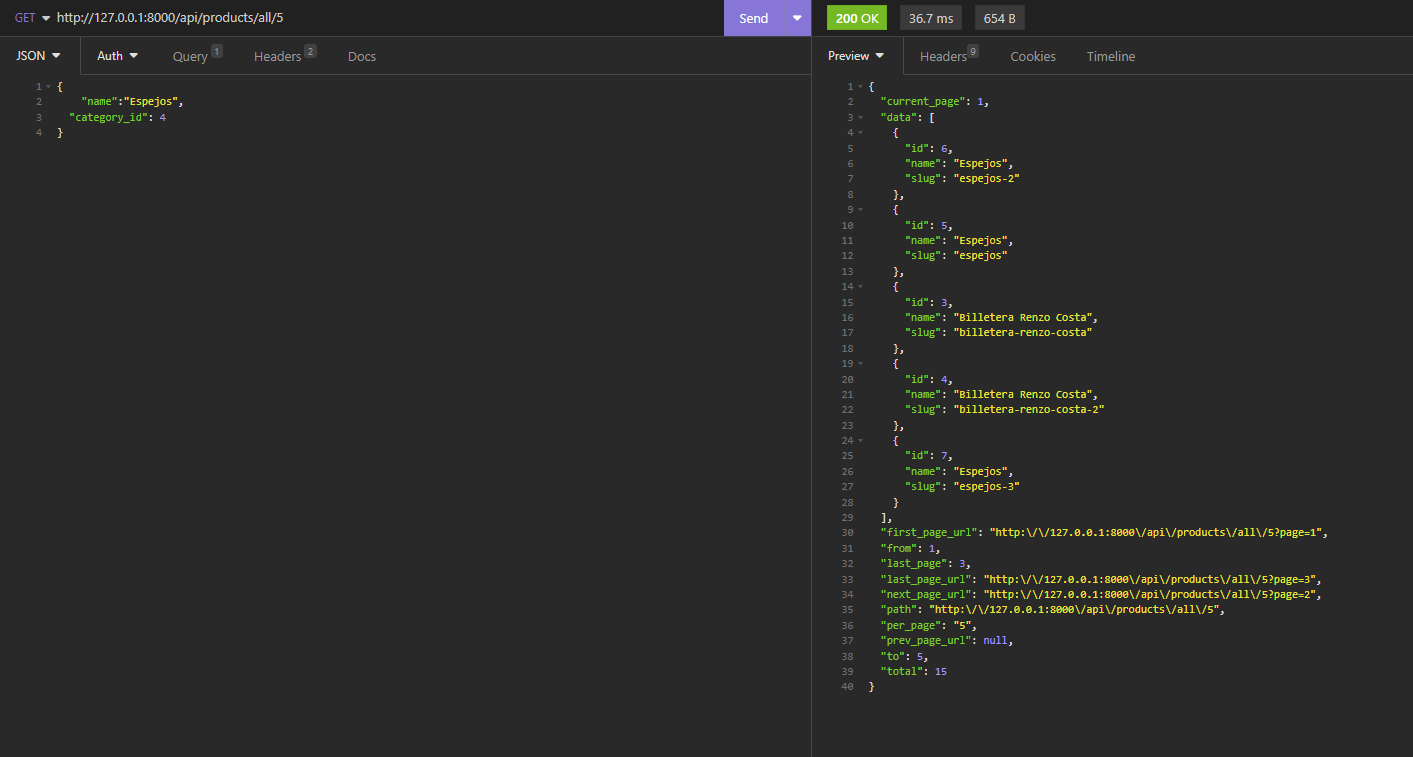 GET http://127.0.0.1:8000/api/products/all/5 Send
200 OK 36.7 ms 654 B
JSON Auth Query 1 Headers 2 Docs
Preview Headers 9 Cookies Timeline
1 {
2 "name":"Espejos",
3 "category_id": 4
4 }
1 {
2 "current_page": 1,
3 "data": [
4 {
5 "id": 6,
6 "name": "Espejos",
7 "slug": "espejos-2"
8 },
9 {
10 "id": 5,
11 "name": "Espejos",
12 "slug": "espejos"
13 },
14 {
15 "id": 3,
16 "name": "Billetera Renzo Costa",
17 "slug": "billetera-renzo-costa"
18 },
19 {
20 "id": 4,
21 "name": "Billetera Renzo Costa",
22 "slug": "billetera-renzo-costa-2"
23 },
24 {
25 "id": 7,
26 "name": "Espejos",
27 "slug": "espejos-3"
28 }
29 ],
30 "first_page_url": "http:\/\/127.0.0.1:8000\/api\/products\/all\/5?page=1",
31 "from": 1,
32 "last_page": 3,
33 "last_page_url": "http:\/\/127.0.0.1:8000\/api\/products\/all\/5?page=3",
34 "next_page_url": "http:\/\/127.0.0.1:8000\/api\/products\/all\/5?page=2",
35 "path": "http:\/\/127.0.0.1:8000\/api\/products\/all\/5",
36 "per_page": "5",
37 "prev_page_url": null,
38 "to": 5,
39 "total": 15
40 }